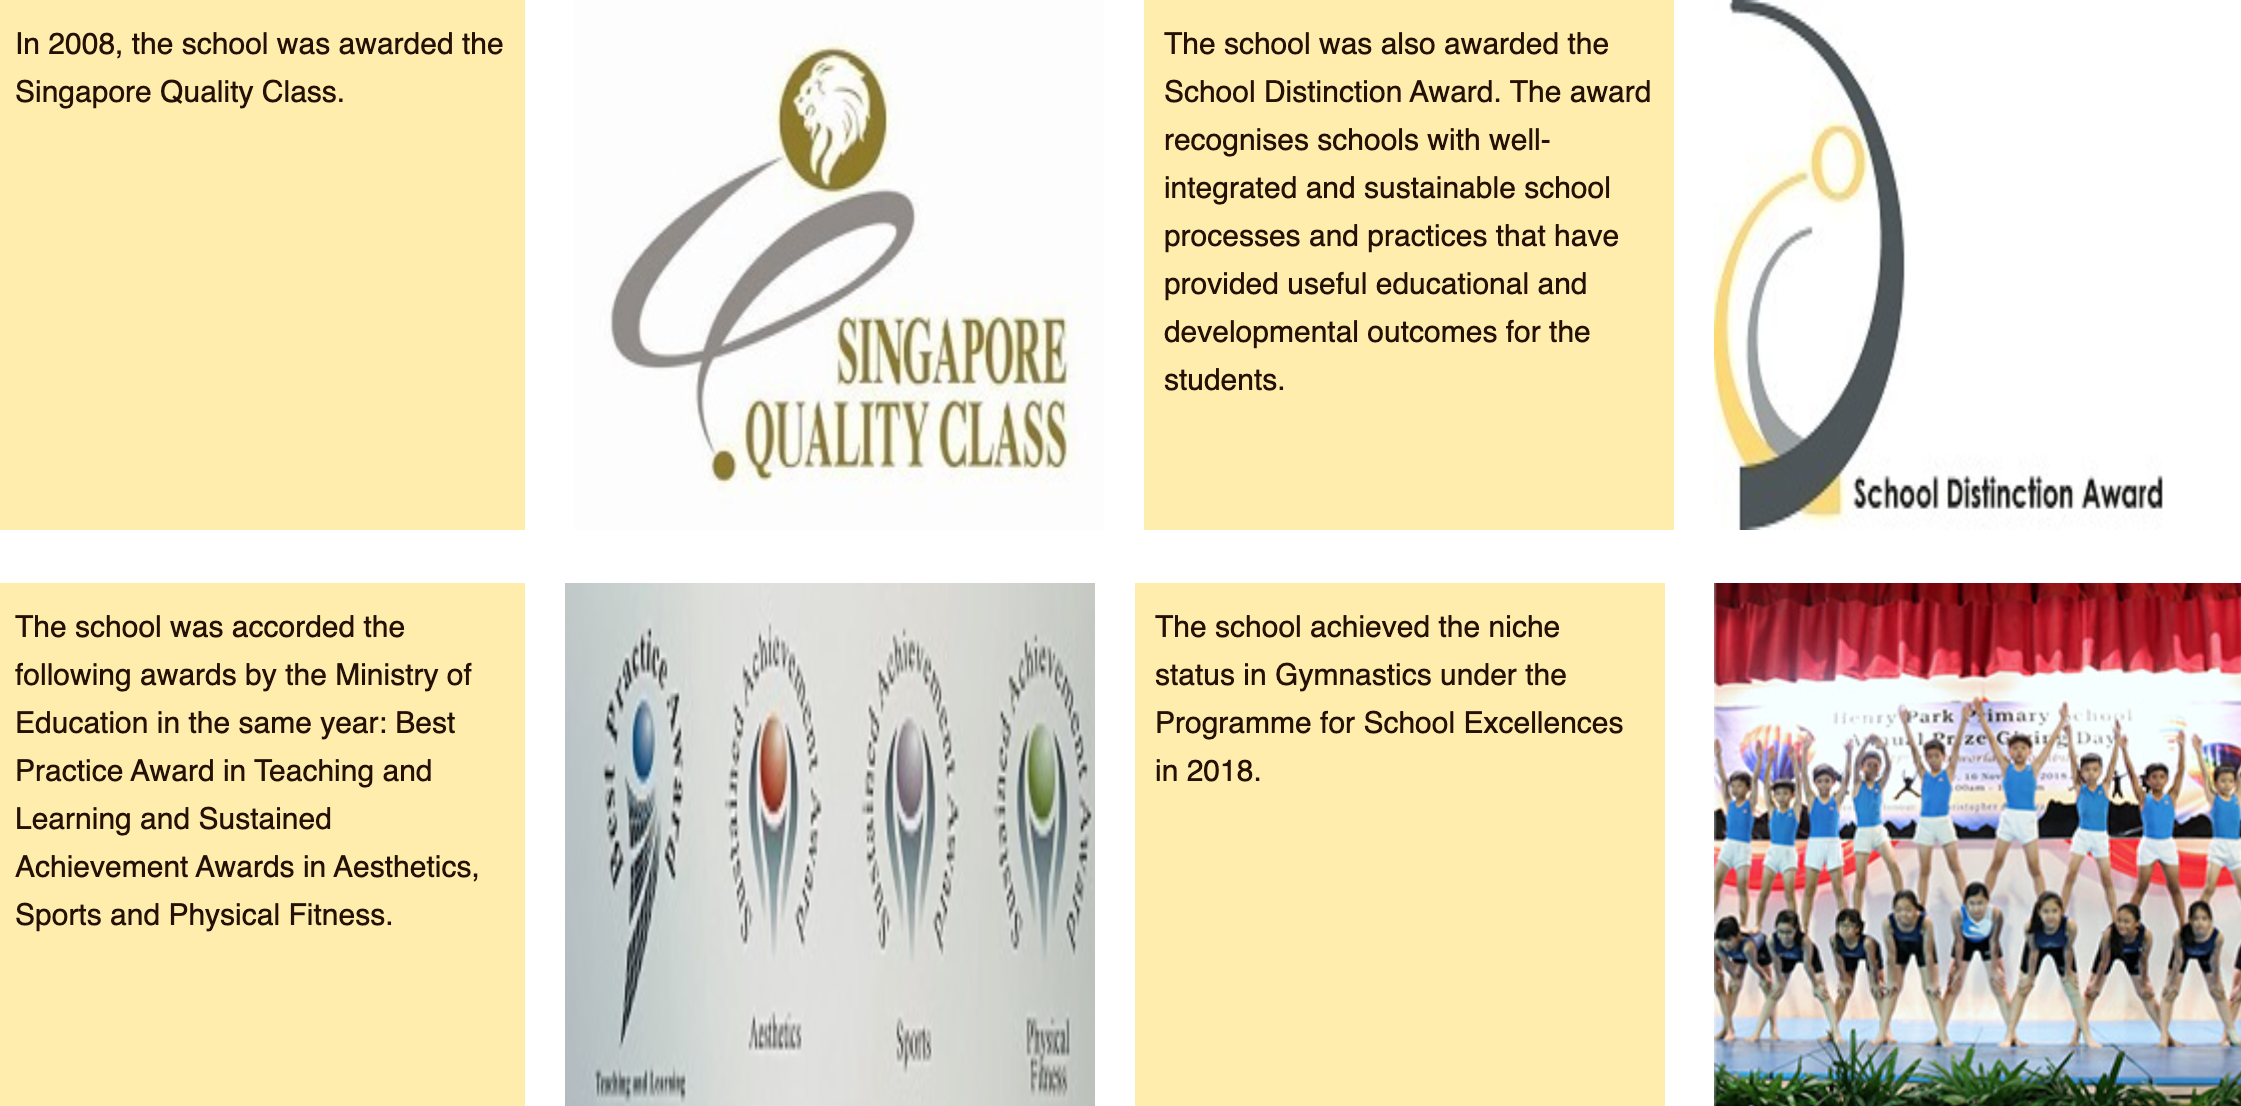 In 2008, the school was awarded the
Singapore Quality Class.
SINGAPORE
QUALITY CLASS
The school was also awarded the
School Distinction Award. The award
recognises schools with well-
integrated and sustainable school
processes and practices that have
provided useful educational and
developmental outcomes for the
students.
School Distinction Award
The school was accorded the
following awards by the Ministry of
Education in the same year: Best
Practice Award in Teaching and
Learning and Sustained
Achievement Awards in Aesthetics,
Sports and Physical Fitness.
Best Practice Award
Teaching and Learning
Sustained Achievement Award
Aesthetics
Sustained Achievement Award
Sports
Sustained Achievement Award
Physical
Fitness
The school achieved the niche
status in Gymnastics under the
Programme for School Excellences
in 2018.
Henry Park Primary School
Annual Prize Giving Day
16 Nov 2018